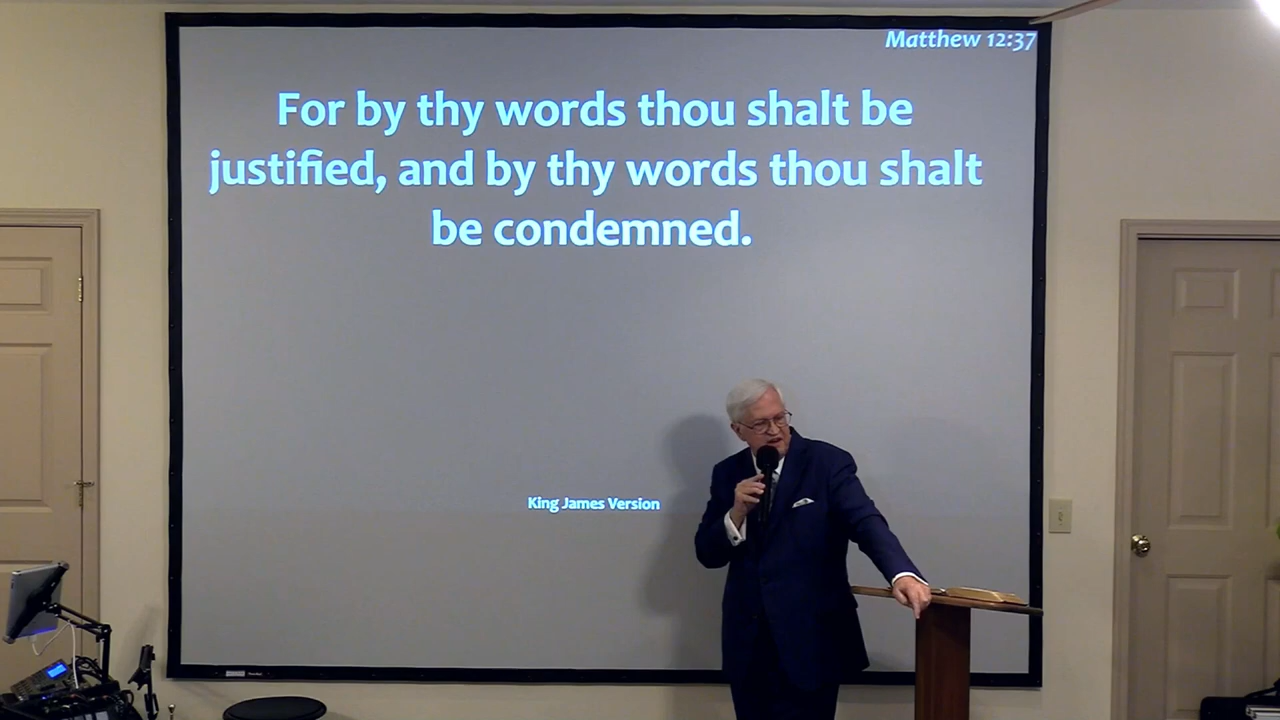 Matthew 12:37
For by thy words thou shalt be
justified, and by thy words thou shalt
be condemned.
King James Version